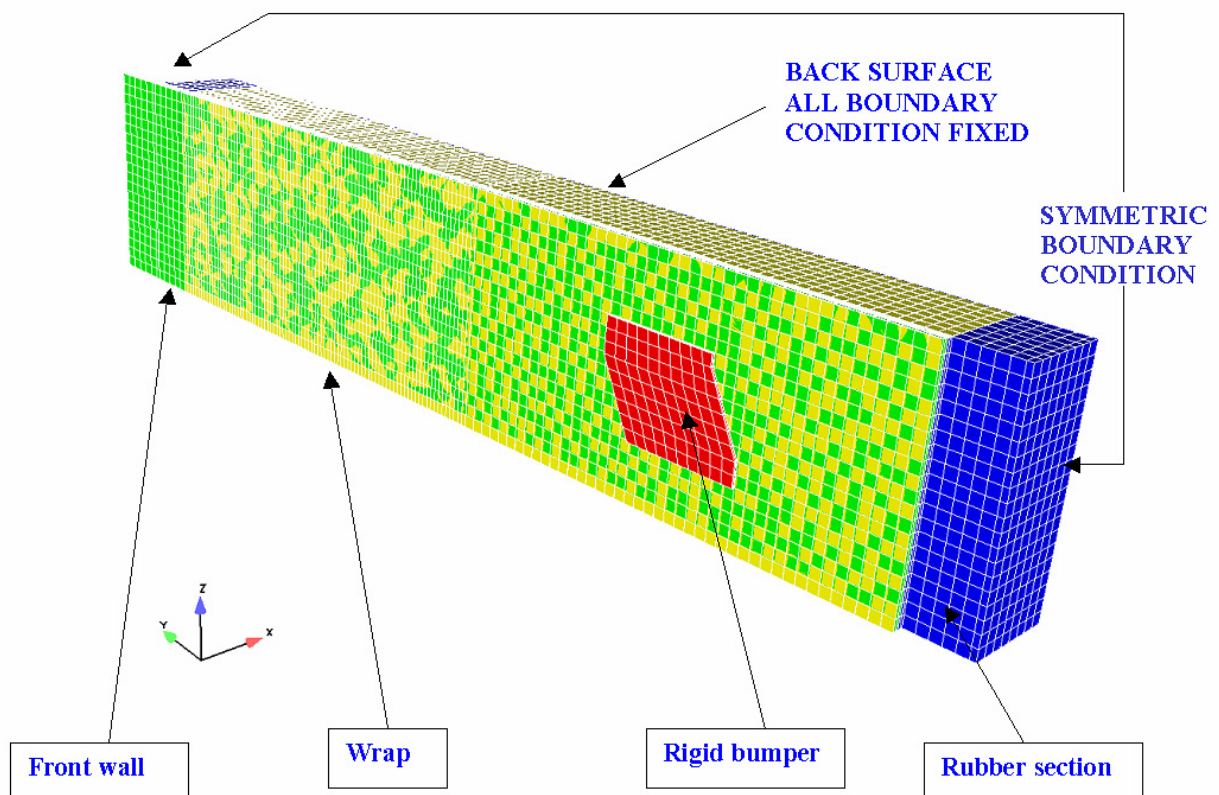 BACK SURFACE
ALL BOUNDARY
CONDITION FIXED
SYMMETRIC
BOUNDARY
CONDITION
Z
Y
X
Front wall
Wrap
Rigid bumper
Rubber section